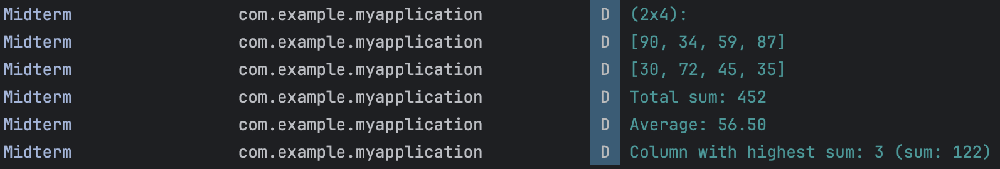 Midterm com.example.myapplication D (2x4):
Midterm com.example.myapplication D [90, 34, 59, 87]
Midterm com.example.myapplication D [30, 72, 45, 35]
Midterm com.example.myapplication D Total sum: 452
Midterm com.example.myapplication D Average: 56.50
Midterm com.example.myapplication D Column with highest sum: 3 (sum: 122)